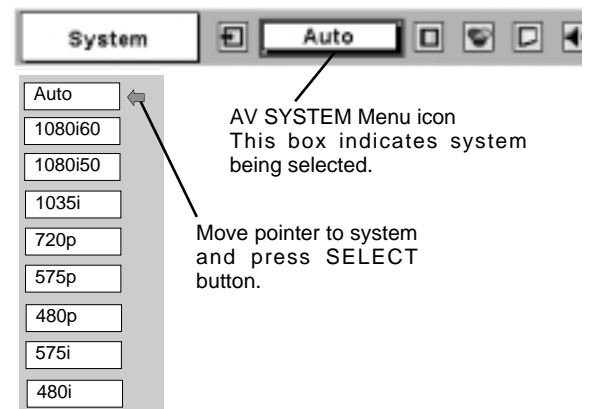 System
Auto
Auto
1080i60
1080i50
1035i
720p
575p
480p
575i
480i
AV SYSTEM Menu icon
This box indicates system
being selected.
Move pointer to system
and press SELECT
button.